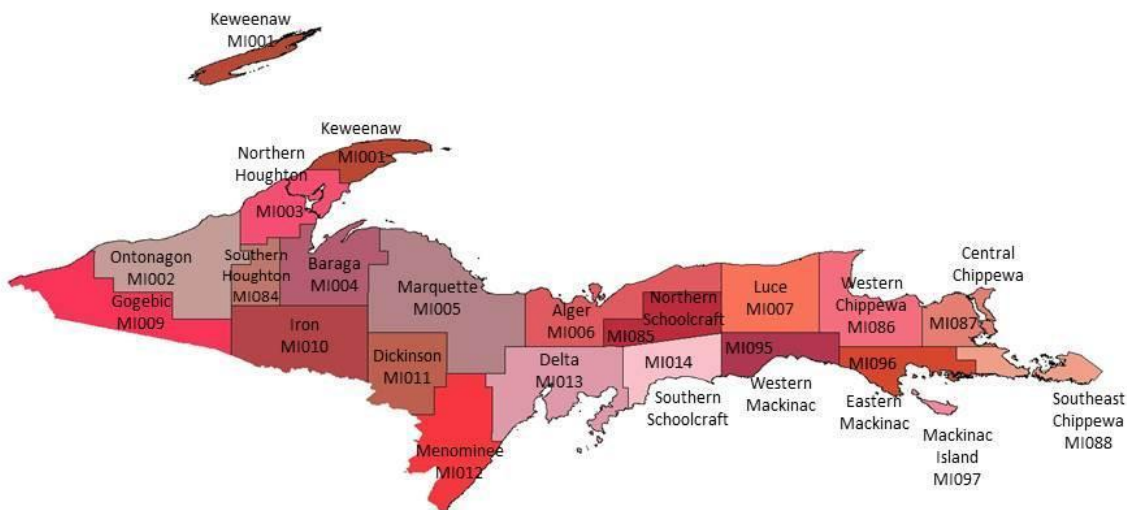 Keweenaw
MI001
Keweenaw
MI001
Northern
Houghton
MI003
Ontonagon
MI002
Southern
Houghton
MI084
Baraga
MI004
Marquette
MI005
Gogebic
MI009
Iron
MI010
Dickinson
MI011
Menominee
MI012
Alger
MI006
Northern
Schoolcraft
MI085
Luce
MI007
Western
Chippewa
MI086
Central
Chippewa
MI087
Delta
MI013
MI014
Southern
Schoolcraft
MI095
Western
Mackinac
MI096
Eastern
Mackinac
Mackinac
Island
MI097
Southeast
Chippewa
MI088